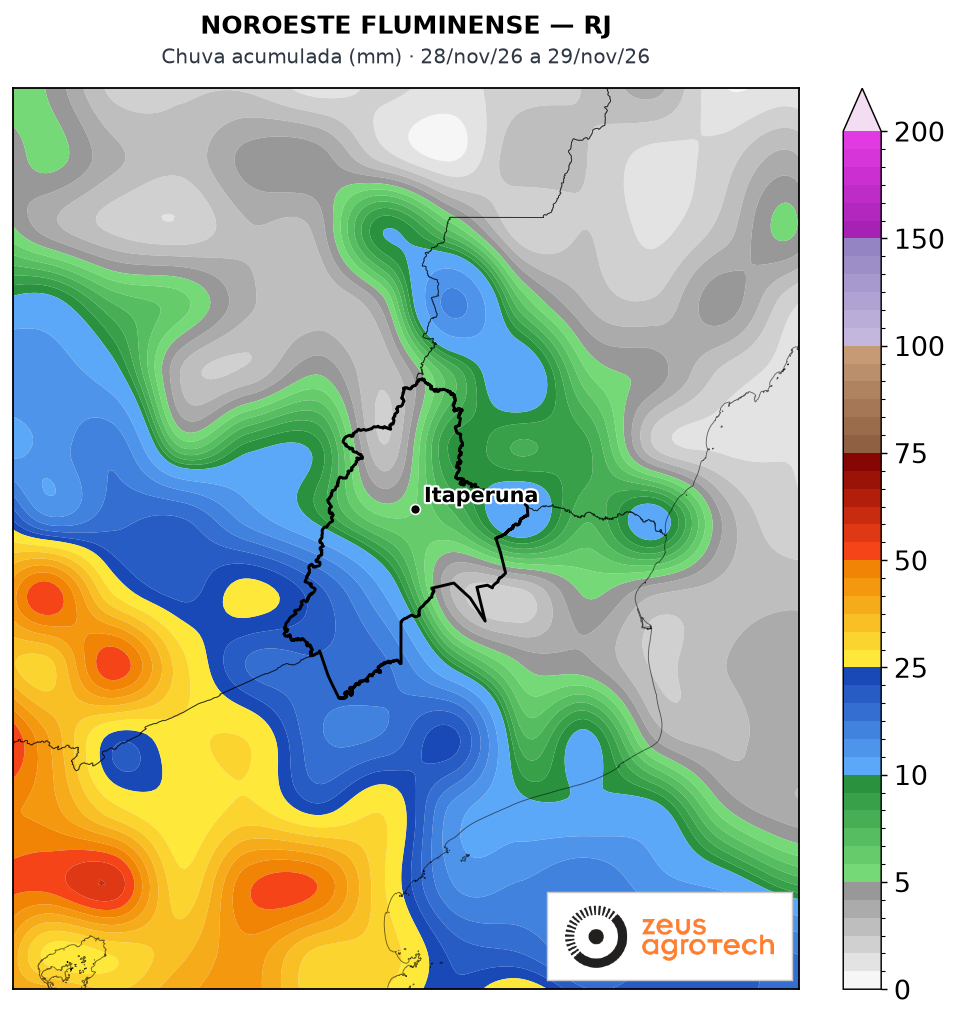 NOROESTE FLUMINENSE — RJ
Chuva acumulada (mm) · 28/nov/26 a 29/nov/26
200
150
100
75
50
25
10
5
0
Itaperuna
zeus
agrotech